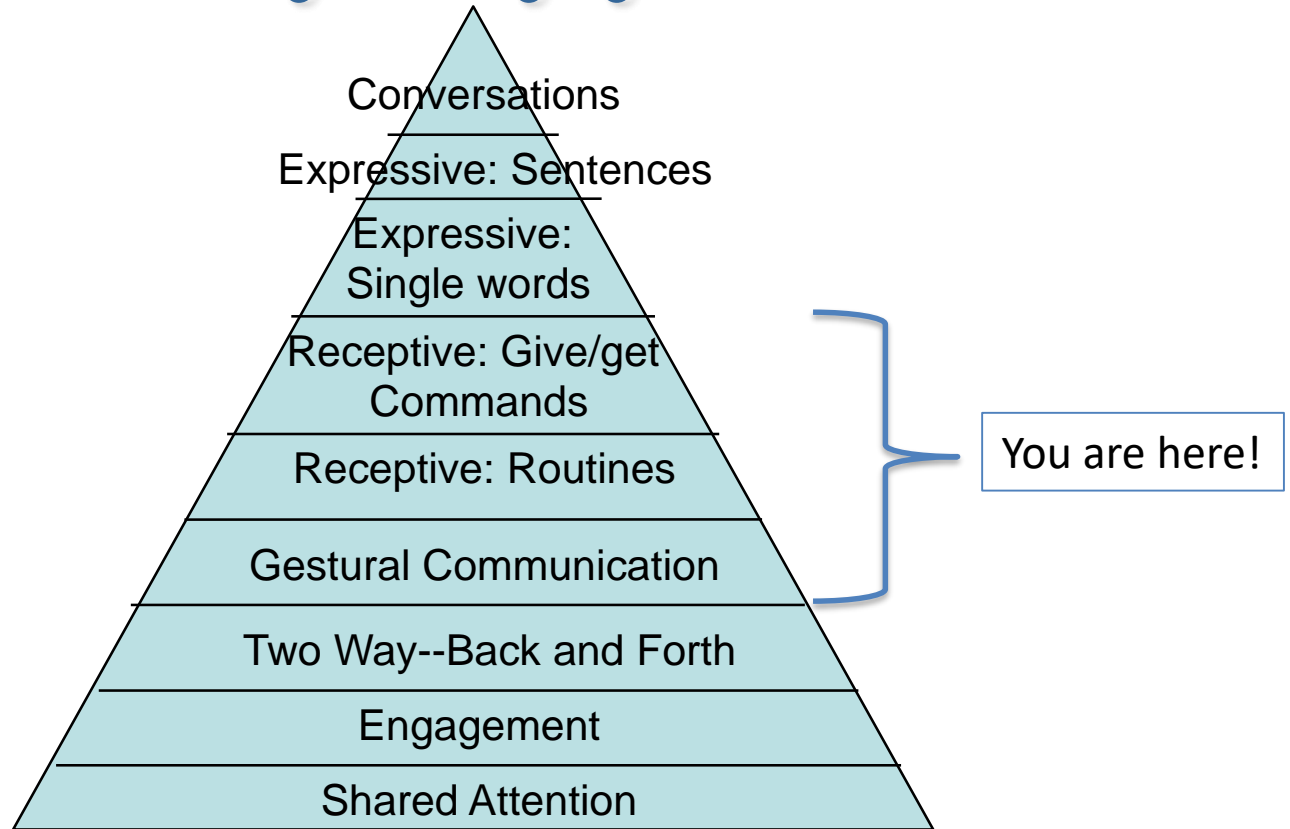 Conversations
Expressive: Sentences
Expressive:
Single words
Receptive: Give/get
Commands
Receptive: Routines
You are here!
Gestural Communication
Two Way--Back and Forth
Engagement
Shared Attention